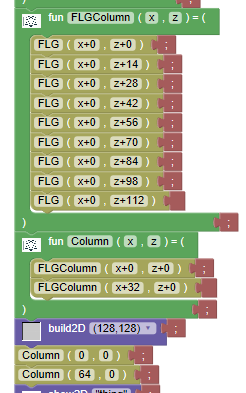 ;
fun FLGColumn ( x , z ) = (
FLG ( x+0 , z+0 ) ;
FLG ( x+0 , z+14 ) ;
FLG ( x+0 , z+28 ) ;
FLG ( x+0 , z+42 ) ;
FLG ( x+0 , z+56 ) ;
FLG ( x+0 , z+70 ) ;
FLG ( x+0 , z+84 ) ;
FLG ( x+0 , z+98 ) ;
FLG ( x+0 , z+112 ) ;
) ;
fun Column ( x , z ) = (
FLGColumn ( x+0 , z+0 ) ;
FLGColumn ( x+32 , z+0 ) ;
) ;
build2D (128,128) ;
Column ( 0 , 0 ) ;
Column ( 64 , 0 ) ;